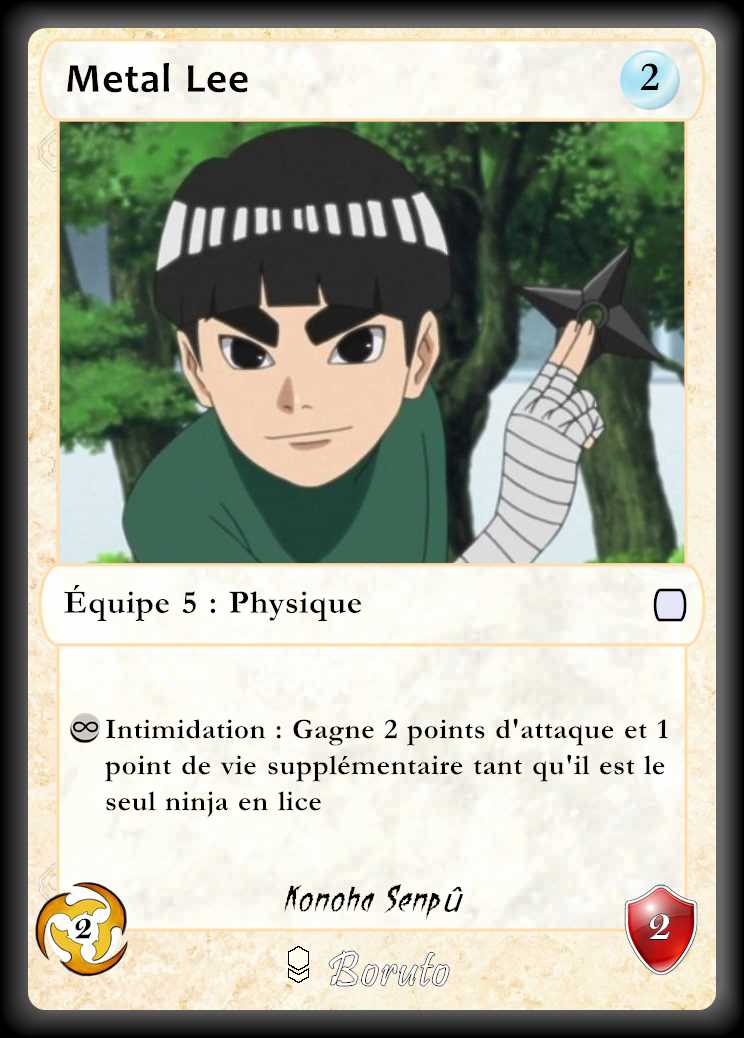 Metal Lee
2
Équipe 5 : Physique
∞ Intimidation : Gagne 2 points d'attaque et 1
point de vie supplémentaire tant qu'il est le
seul ninja en lice
Konoha Senpû
2
2
Boruto